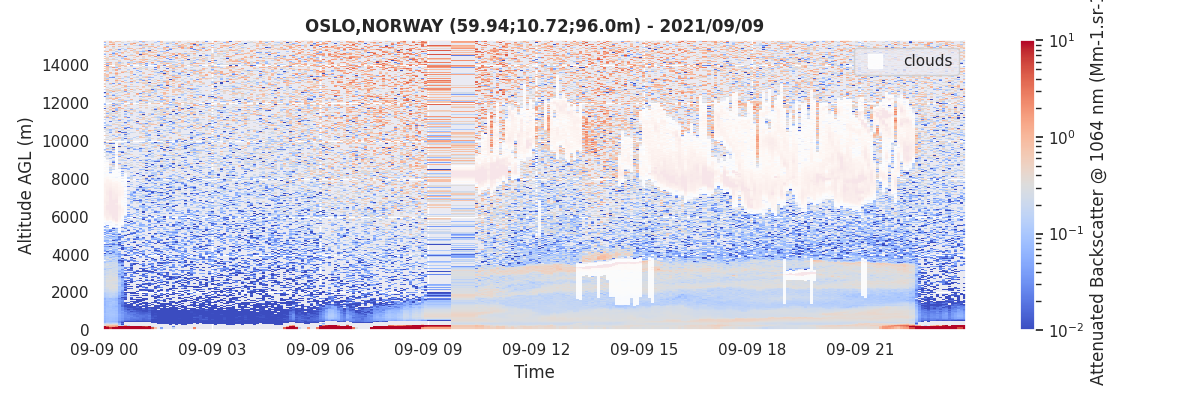 OSLO,NORWAY (59.94;10.72;96.0m) - 2021/09/09
clouds
Altitude AGL (m)
14000
12000
10000
8000
6000
4000
2000
0
09-09 00 09-09 03 09-09 06 09-09 09 09-09 12 09-09 15 09-09 18 09-09 21
Time
10¹
10⁰
10⁻¹
10⁻²
Attenuated Backscatter @ 1064 nm (Mm-1.sr-